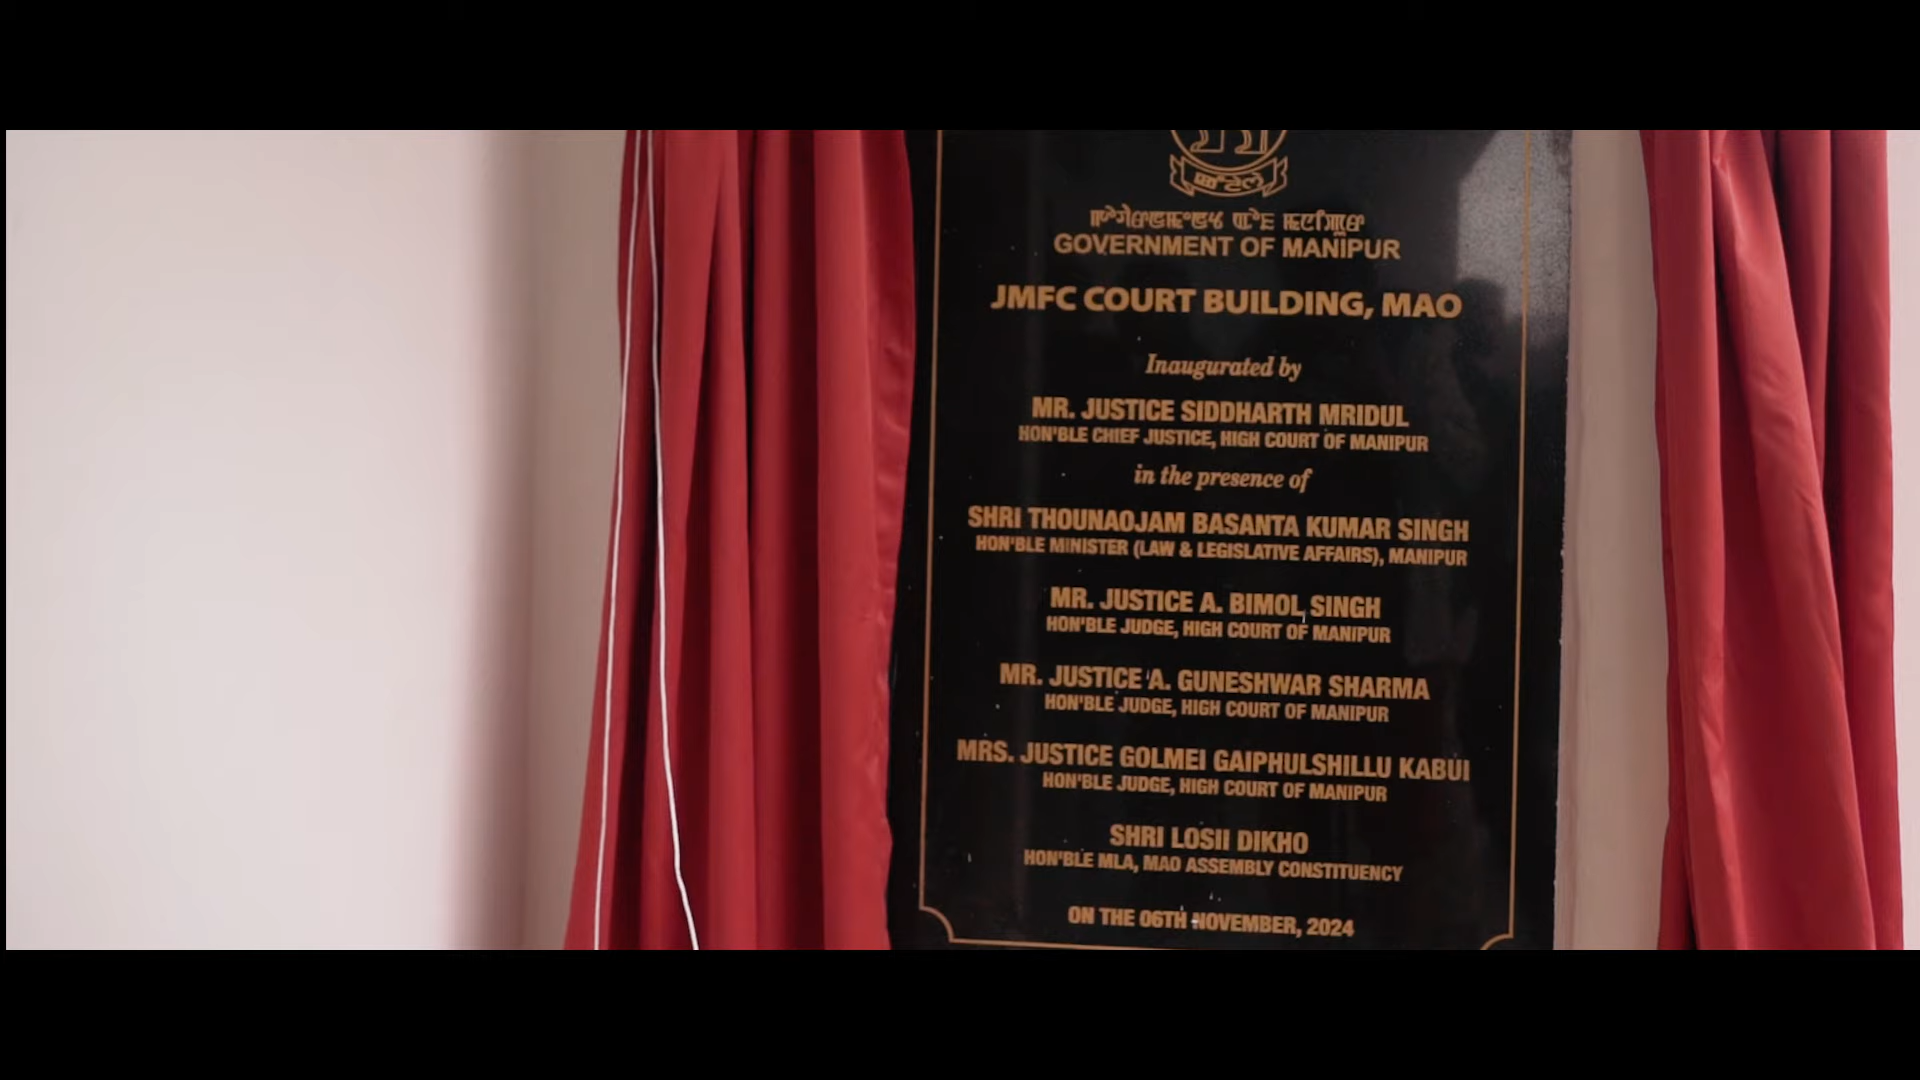 GOVERNMENT OF MANIPUR
JMFC COURT BUILDING, MAO
Inaugurated by
MR. JUSTICE SIDDHARTH MRIDUL
HON'BLE CHIEF JUSTICE, HIGH COURT OF MANIPUR
in the presence of
SHRI THOUNAOJAM BASANTA KUMAR SINGH
HON'BLE MINISTER (LAW & LEGISLATIVE AFFAIRS), MANIPUR
MR. JUSTICE A. BIMOL SINGH
HON'BLE JUDGE, HIGH COURT OF MANIPUR
MR. JUSTICE A. GUNESHWAR SHARMA
HON'BLE JUDGE, HIGH COURT OF MANIPUR
MRS. JUSTICE GOLMEI GAIPHULSHILLU KABUI
HON'BLE JUDGE, HIGH COURT OF MANIPUR
SHRI LOSII DIKHO
HON'BLE MLA, MAO ASSEMBLY CONSTITUENCY
ON THE 06TH NOVEMBER, 2024